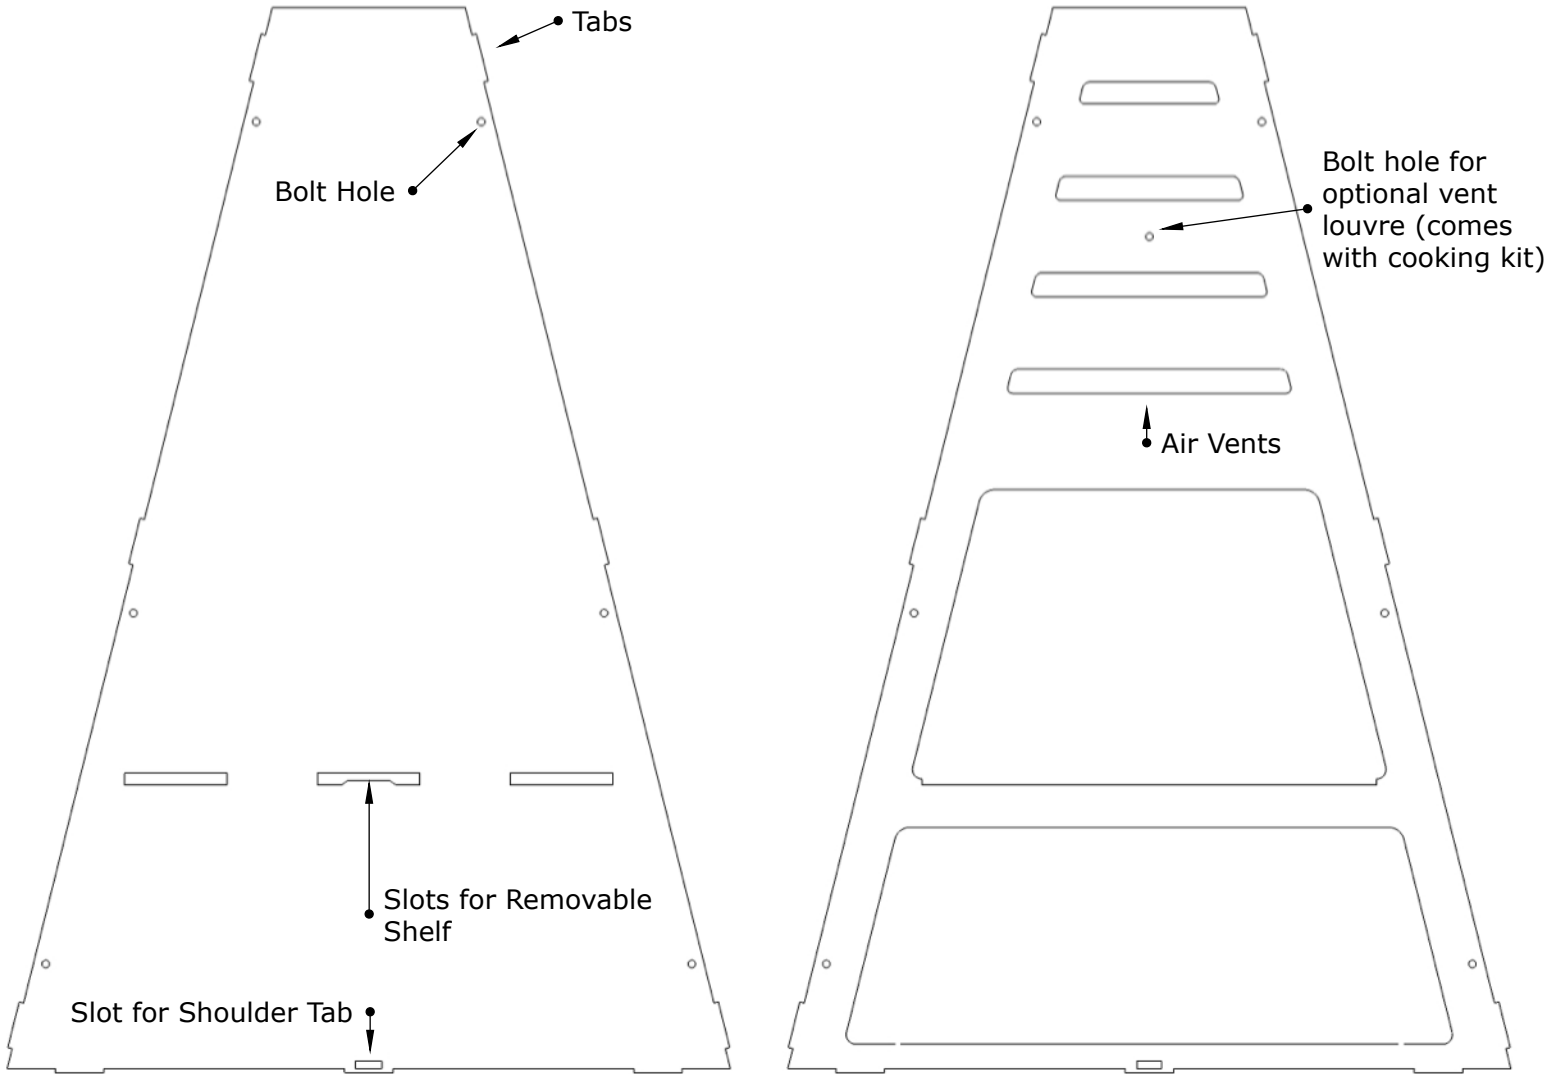 Tabs
Bolt Hole
Bolt hole for
optional vent
louvre (comes
with cooking kit)
Air Vents
Slots for Removable
Shelf
Slot for Shoulder Tab